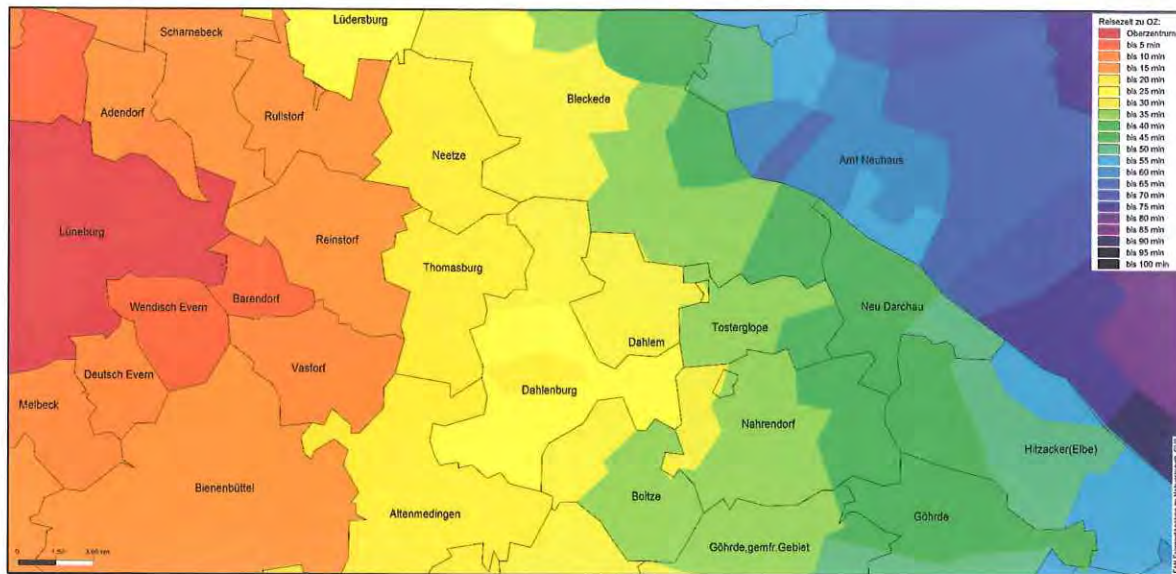 Scharnebeck
Lüdersburg
Adendorf
Rullstorf
Bleckede
Neetze
Amt Neuhaus
Lüneburg
Reinstorf
Thomasburg
Wendisch Evern
Barendorf
Neu Darchau
Tosterglope
Dahlem
Deutsch Evern
Vastorf
Dahlenburg
Melbeck
Nahrendorf
Hitzacker(Elbe)
Bienenbüttel
Boitze
Altenmedingen
Göhrde
Göhrde,gemfr.Gebiet
0
Reisezeit zu OZ:
Oberzentrum
bis 5 min
bis 10 min
bis 15 min
bis 20 min
bis 25 min
bis 30 min
bis 35 min
bis 40 min
bis 45 min
bis 50 min
bis 55 min
bis 60 min
bis 65 min
bis 70 min
bis 75 min
bis 80 min
bis 85 min
bis 90 min
bis 95 min
bis 100 min